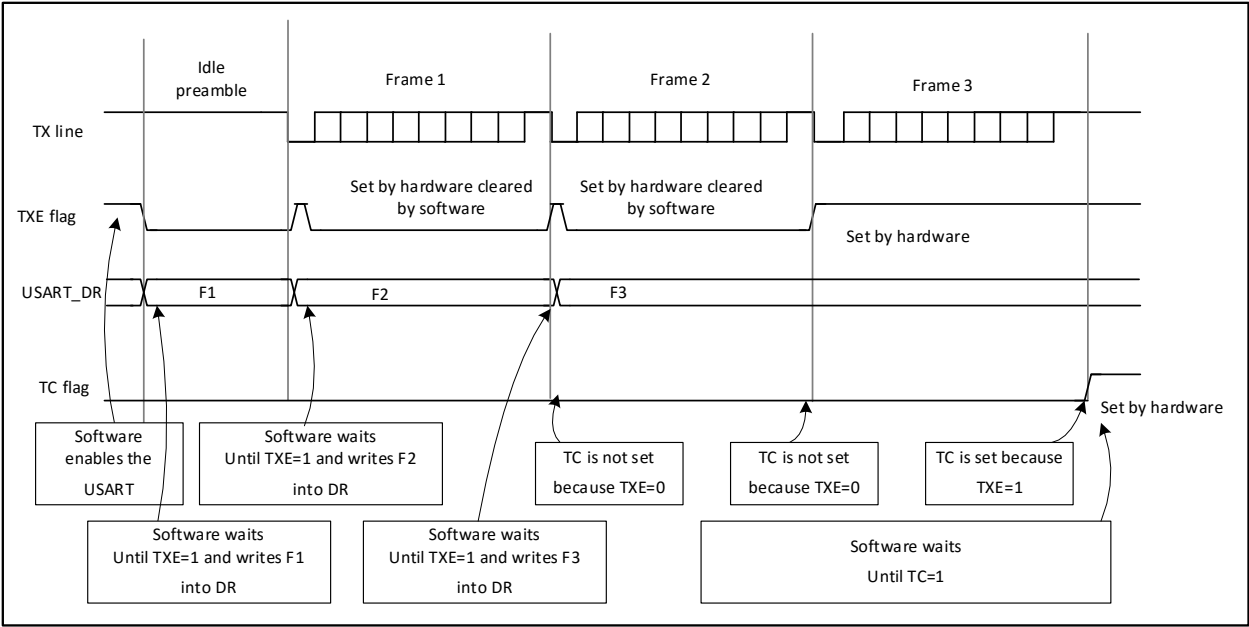 Idle
preamble
Frame 1
Frame 2
Frame 3
TX line
Set by hardware cleared
by software
Set by hardware cleared
by software
TXE flag
Set by hardware
USART_DR
F1
F2
F3
TC flag
Set by hardware
Software
enables the
USART
Software waits
Until TXE=1 and writes F2
into DR
TC is not set
because TXE=0
TC is not set
because TXE=0
TC is set because
TXE=1
Software waits
Until TXE=1 and writes F1
into DR
Software waits
Until TXE=1 and writes F3
into DR
Software waits
Until TC=1